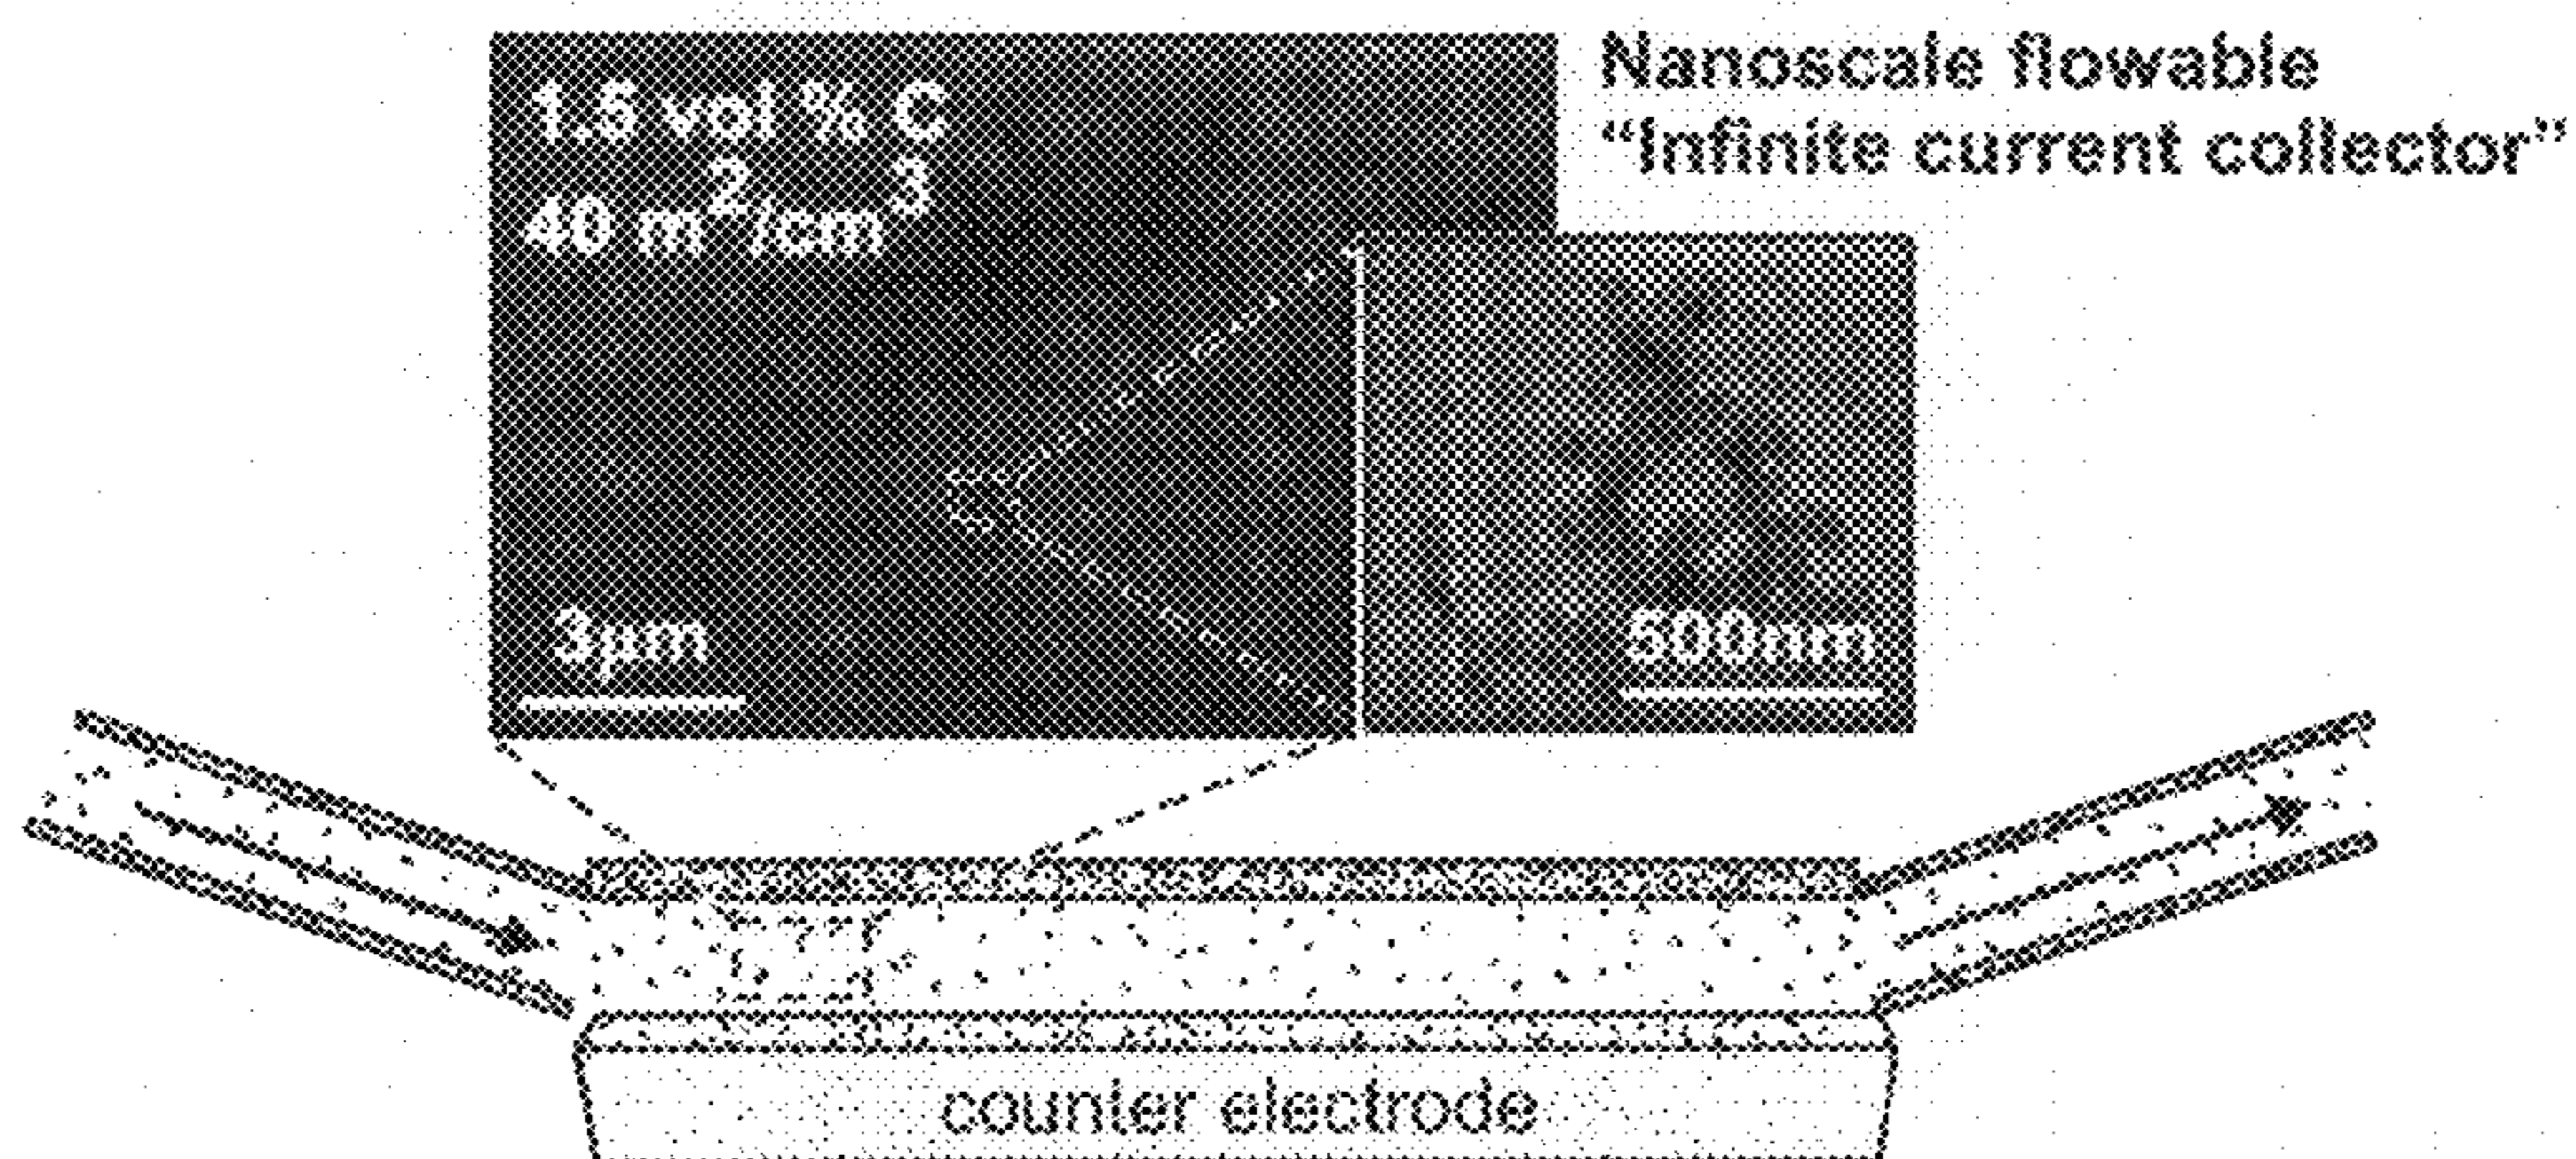 Nanoscale flowable
“Infinite current collector”
1.5 vol % C
40 m²/cm³
3µm
500nm
counter electrode